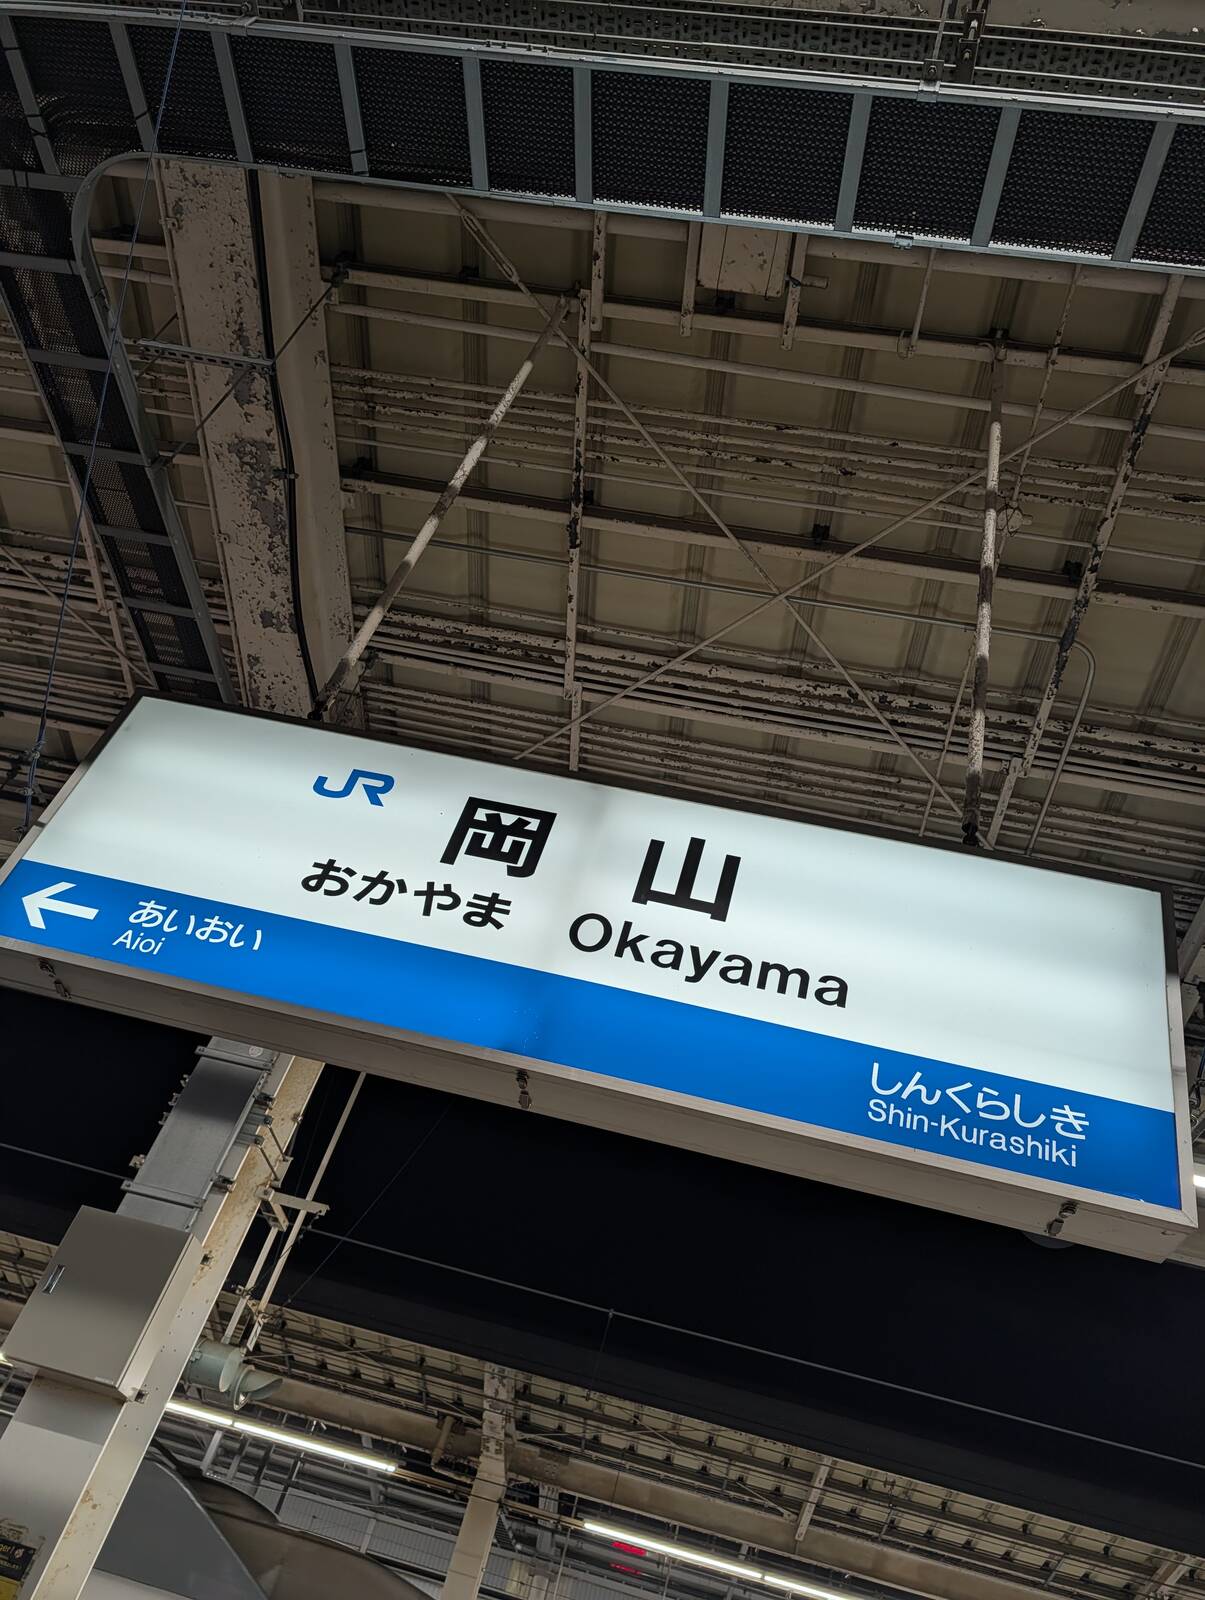 JR
岡山
おかやま Okayama
← あいおい
Aioi
しんくらしき
Shin-Kurashiki